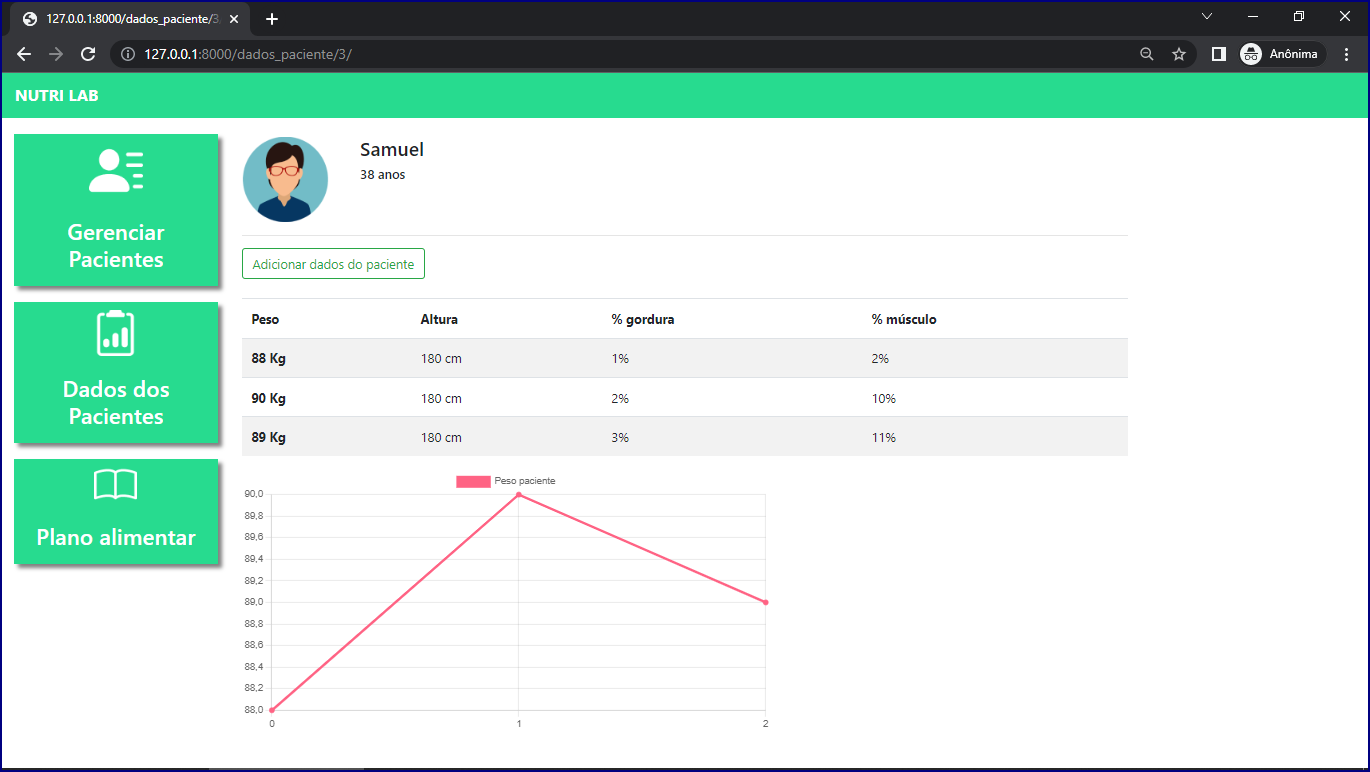 127.0.0.1:8000/dados_paciente/3
127.0.0.1:8000/dados_paciente/3/
Anônima
NUTRI LAB
Gerenciar
Pacientes
Dados dos
Pacientes
Plano alimentar
Samuel
38 anos
Adicionar dados do paciente
Peso Altura % gordura % músculo
88 Kg 180 cm 1% 2%
90 Kg 180 cm 2% 10%
89 Kg 180 cm 3% 11%
Peso paciente
90,0
89,8
89,6
89,4
89,2
89,0
88,8
88,6
88,4
88,2
88,0
0 1 2